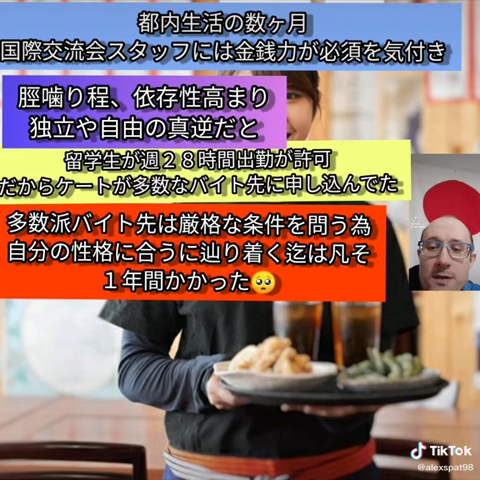 都内生活の数ヶ月
国際交流会スタッフには金銭力が必須を気付き
脛噛り程、依存性高まり
独立や自由の真逆だと
留学生が週28時間出勤が許可
だからケートが多数なバイト先に申し込んでた
多数派バイト先は厳格な条件を問う為
自分の性格に合うに辿り着く迄は凡そ
1年間かかった🥺
TikTok
@alexspat98